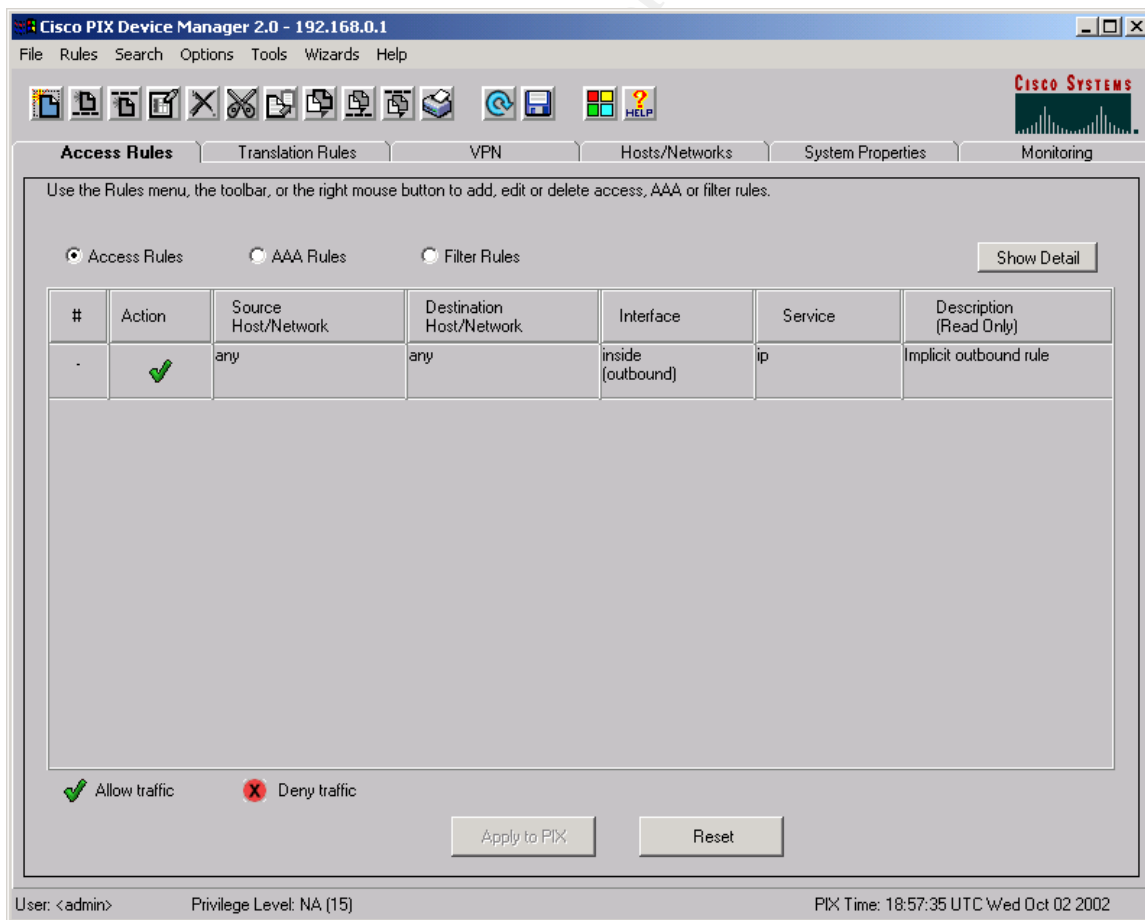 Cisco PIX Device Manager 2.0 - 192.168.0.1
File Rules Search Options Tools Wizards Help
HELP
CISCO SYSTEMS
Access Rules Translation Rules VPN Hosts/Networks System Properties Monitoring
Use the Rules menu, the toolbar, or the right mouse button to add, edit or delete access, AAA or filter rules.
Access Rules AAA Rules Filter Rules Show Detail
# Action Source Host/Network Destination Host/Network Interface Service Description (Read Only)
- any any inside (outbound) ip Implicit outbound rule
Allow traffic X Deny traffic
Apply to PIX Reset
User: <admin> Privilege Level: NA (15) PIX Time: 18:57:35 UTC Wed Oct 02 2002